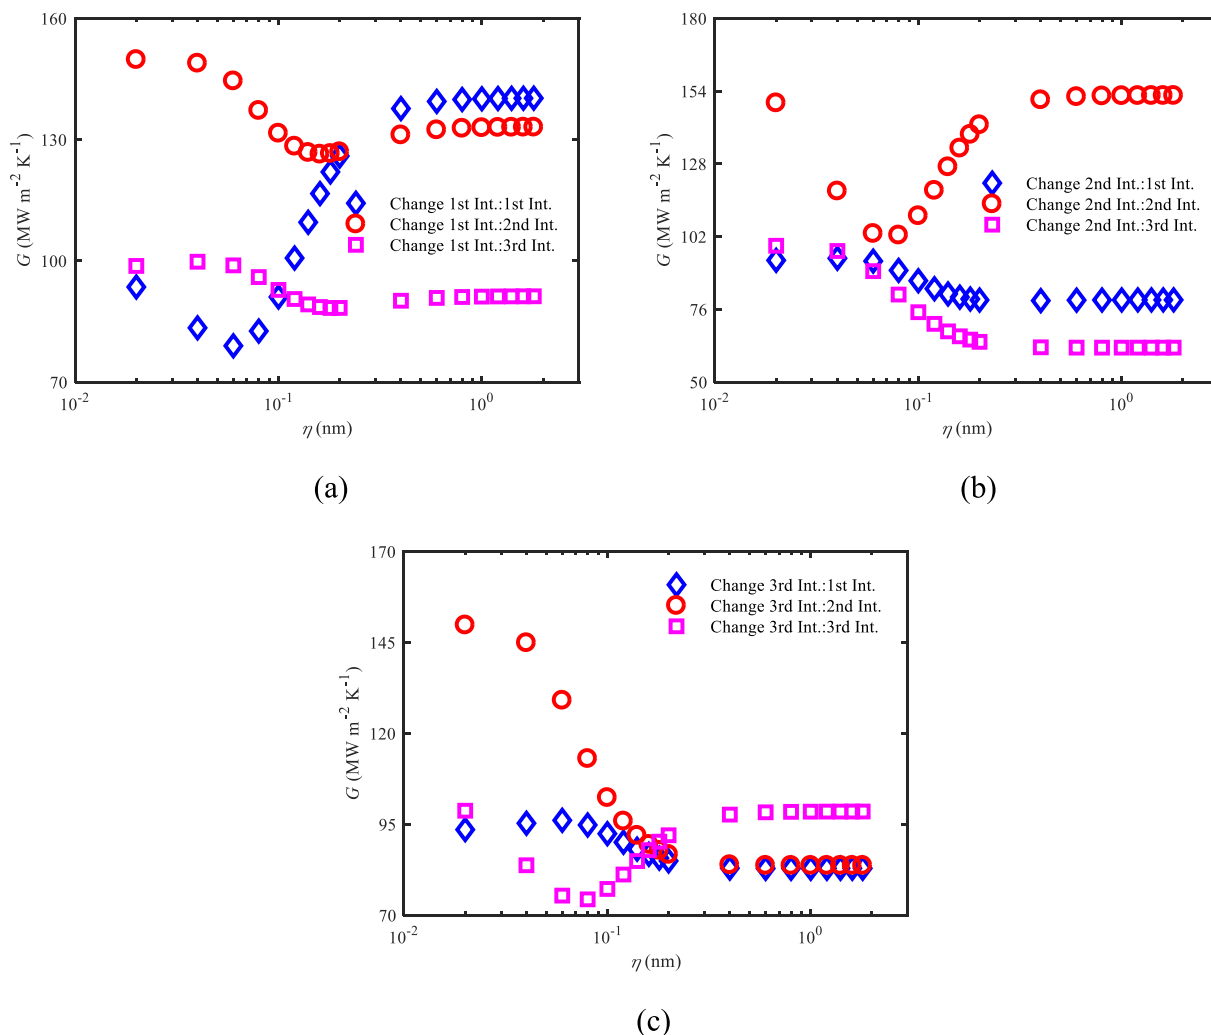 160
130
100
70
G (MW m⁻² K⁻¹)
Change 1st Int.:1st Int.
Change 1st Int.:2nd Int.
Change 1st Int.:3rd Int.
10⁻² 10⁻¹ 10⁰
η (nm)
(a)
180
154
128
102
76
50
G (MW m⁻² K⁻¹)
Change 2nd Int.:1st Int.
Change 2nd Int.:2nd Int.
Change 2nd Int.:3rd Int.
10⁻² 10⁻¹ 10⁰
η (nm)
(b)
170
145
120
95
70
G (MW m⁻² K⁻¹)
Change 3rd Int.:1st Int.
Change 3rd Int.:2nd Int.
Change 3rd Int.:3rd Int.
10⁻² 10⁻¹ 10⁰
η (nm)
(c)